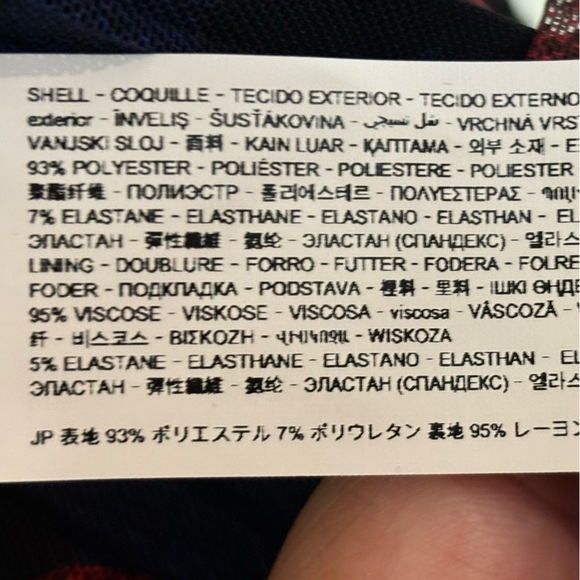 SHELL - COQUILLE - TECIDO EXTERIOR - TECIDO EXTERNO
exterior - ÎNVELIŞ - ŠUSŤÁKOVINA - - VRCHNÁ VRS
VANJSKI SLOJ - 面料 - KAIN LUAR - ҚАПТАМА - 외부 소재 - E
93% POLYESTER - POLIÉSTER - POLIESTERE - POLIESTER
聚酯纤维 - ПОЛИЭСТР - 폴리에스테르 - ΠΟΛΥΕΣΤΕΡΑΣ -
7% ELASTANE - ELASTHANE - ELASTANO - ELASTHAN - EL
ЭЛАСТАН - 彈性纖維 - 氨纶 - ЭЛАСТАН (СПАНДЕКС) - 엘라스
LINING - DOUBLURE - FORRO - FUTTER - FODERA - FOLRE
FODER - ПОДКЛАДКА - PODSTAVA - 裡料 - 里料 - ІШКІ ӨҢДЕ
95% VISCOSE - VISKOSE - VISCOSA - viscosa - VÂSCOZĂ -
纤 - 비스코스 - ΒΙΣΚΟΖΗ - - WISKOZA
5% ELASTANE - ELASTHANE - ELASTANO - ELASTHAN - EL
ЭЛАСТАН - 彈性纖維 - 氨纶 - ЭЛАСТАН (СПАНДЕКС) - 엘라스
JP 表地 93% ポリエステル 7% ポリウレタン 裏地 95% レーヨン